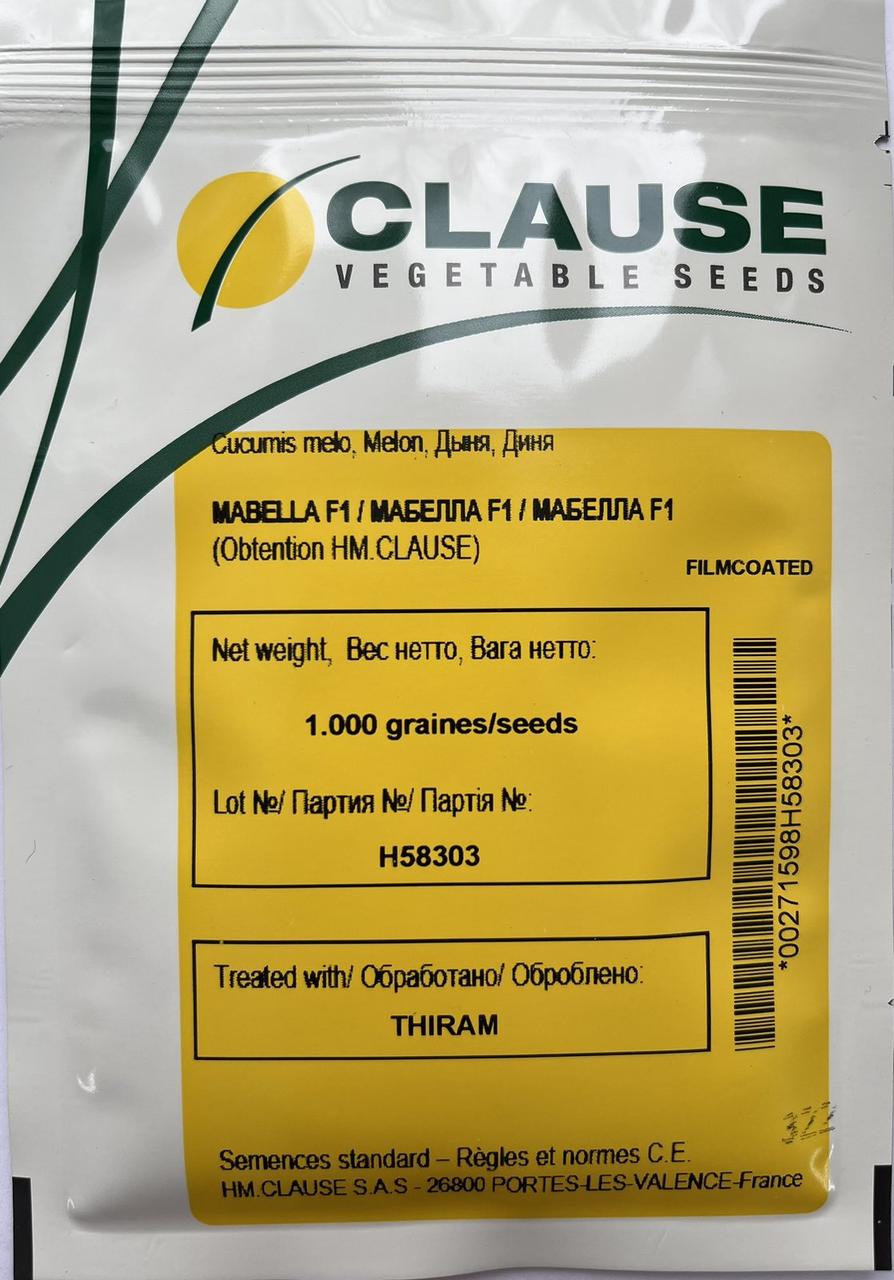 CLAUSE
VEGETABLE SEEDS
Cucumis melo, Melon, Дыня, Диня
MABELLA F1 / МАБЕЛЛА F1 / МАБЕЛЛА F1
(Obtention HM.CLAUSE)
FILMCOATED
Net weight, Вес нетто, Вага нетто:
1.000 graines/seeds
Lot №/ Партия №/ Партія №:
H58303
*00271598H58303*
Treated with/ Обработано/ Оброблено:
THIRAM
Semences standard – Règles et normes C.E.
HM.CLAUSE S.A.S - 26800 PORTES-LES-VALENCE-France